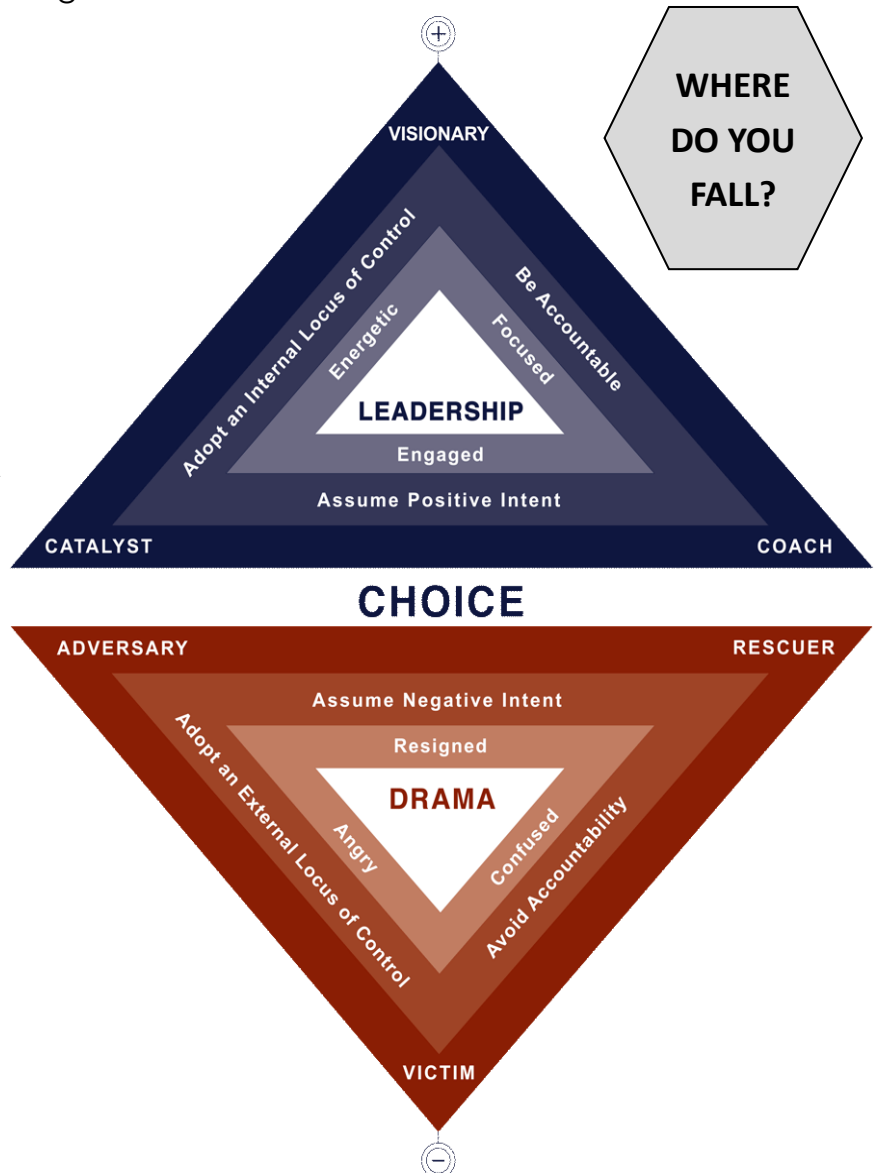 +
WHERE
DO YOU
FALL?
VISIONARY
Adopt an Internal Locus of Control
Be Accountable
Energetic
Focused
LEADERSHIP
Engaged
Assume Positive Intent
CATALYST
COACH
CHOICE
ADVERSARY
RESCUER
Assume Negative Intent
Resigned
DRAMA
Adopt an External Locus of Control
Angry
Confused
Avoid Accountability
VICTIM
−